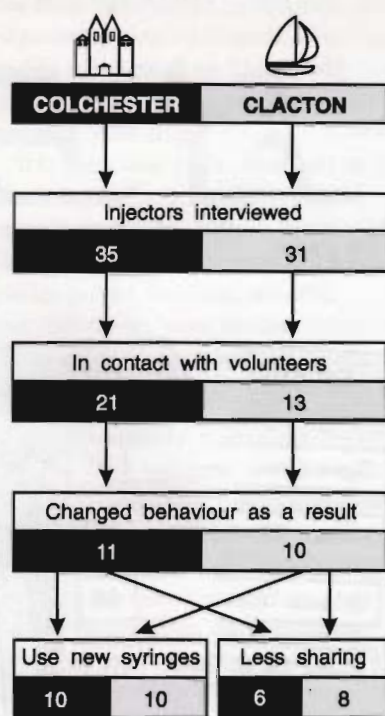 COLCHESTER CLACTON
Injectors interviewed
35 31
In contact with volunteers
21 13
Changed behaviour as a result
11 10
Use new syringes Less sharing
10 10 6 8